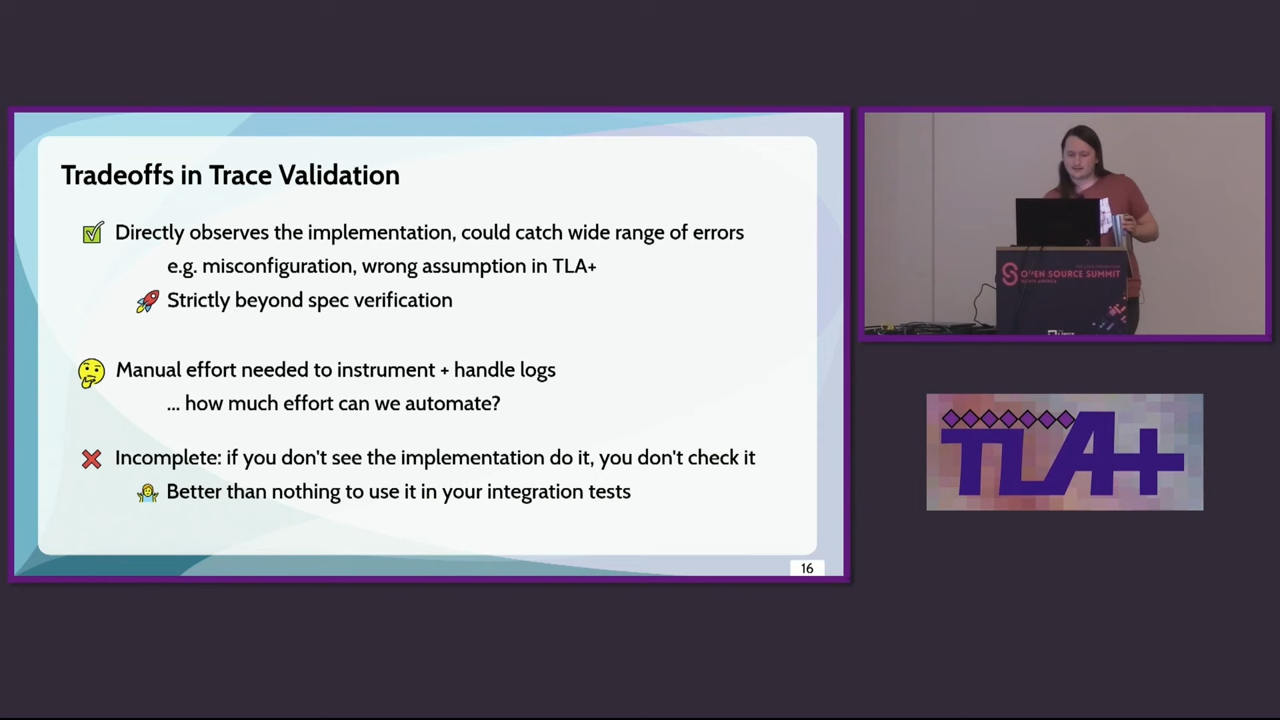 Tradeoffs in Trace Validation
Directly observes the implementation, could catch wide range of errors
e.g. misconfiguration, wrong assumption in TLA+
Strictly beyond spec verification
Manual effort needed to instrument + handle logs
... how much effort can we automate?
Incomplete: if you don't see the implementation do it, you don't check it
Better than nothing to use it in your integration tests
16
OPEN SOURCE SUMMIT
TLA+